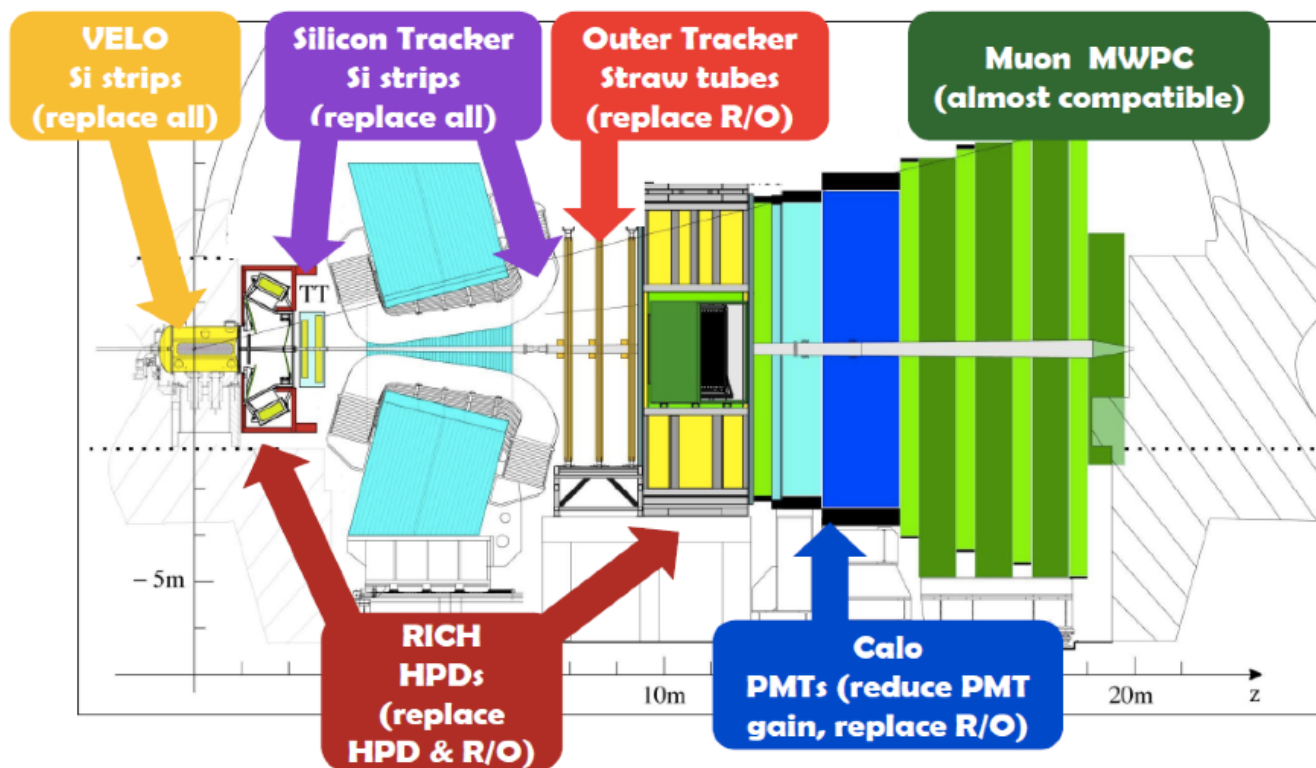 VELO
Si strips
(replace all)
Silicon Tracker
Si strips
(replace all)
Outer Tracker
Straw tubes
(replace R/O)
Muon MWPC
(almost compatible)
TT
– 5m
RICH
HPDs
(replace
HPD & R/O)
Calo
PMTs (reduce PMT
gain, replace R/O)
10m
20m
z